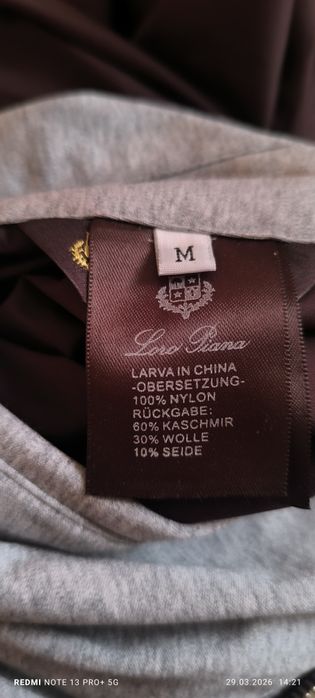 M
Loro Piana
LARVA IN CHINA
-OBERSETZUNG-
100% NYLON
RÜCKGABE:
60% KASCHMIR
30% WOLLE
10% SEIDE
REDMI NOTE 13 PRO+ 5G
29.03.2026 14:21